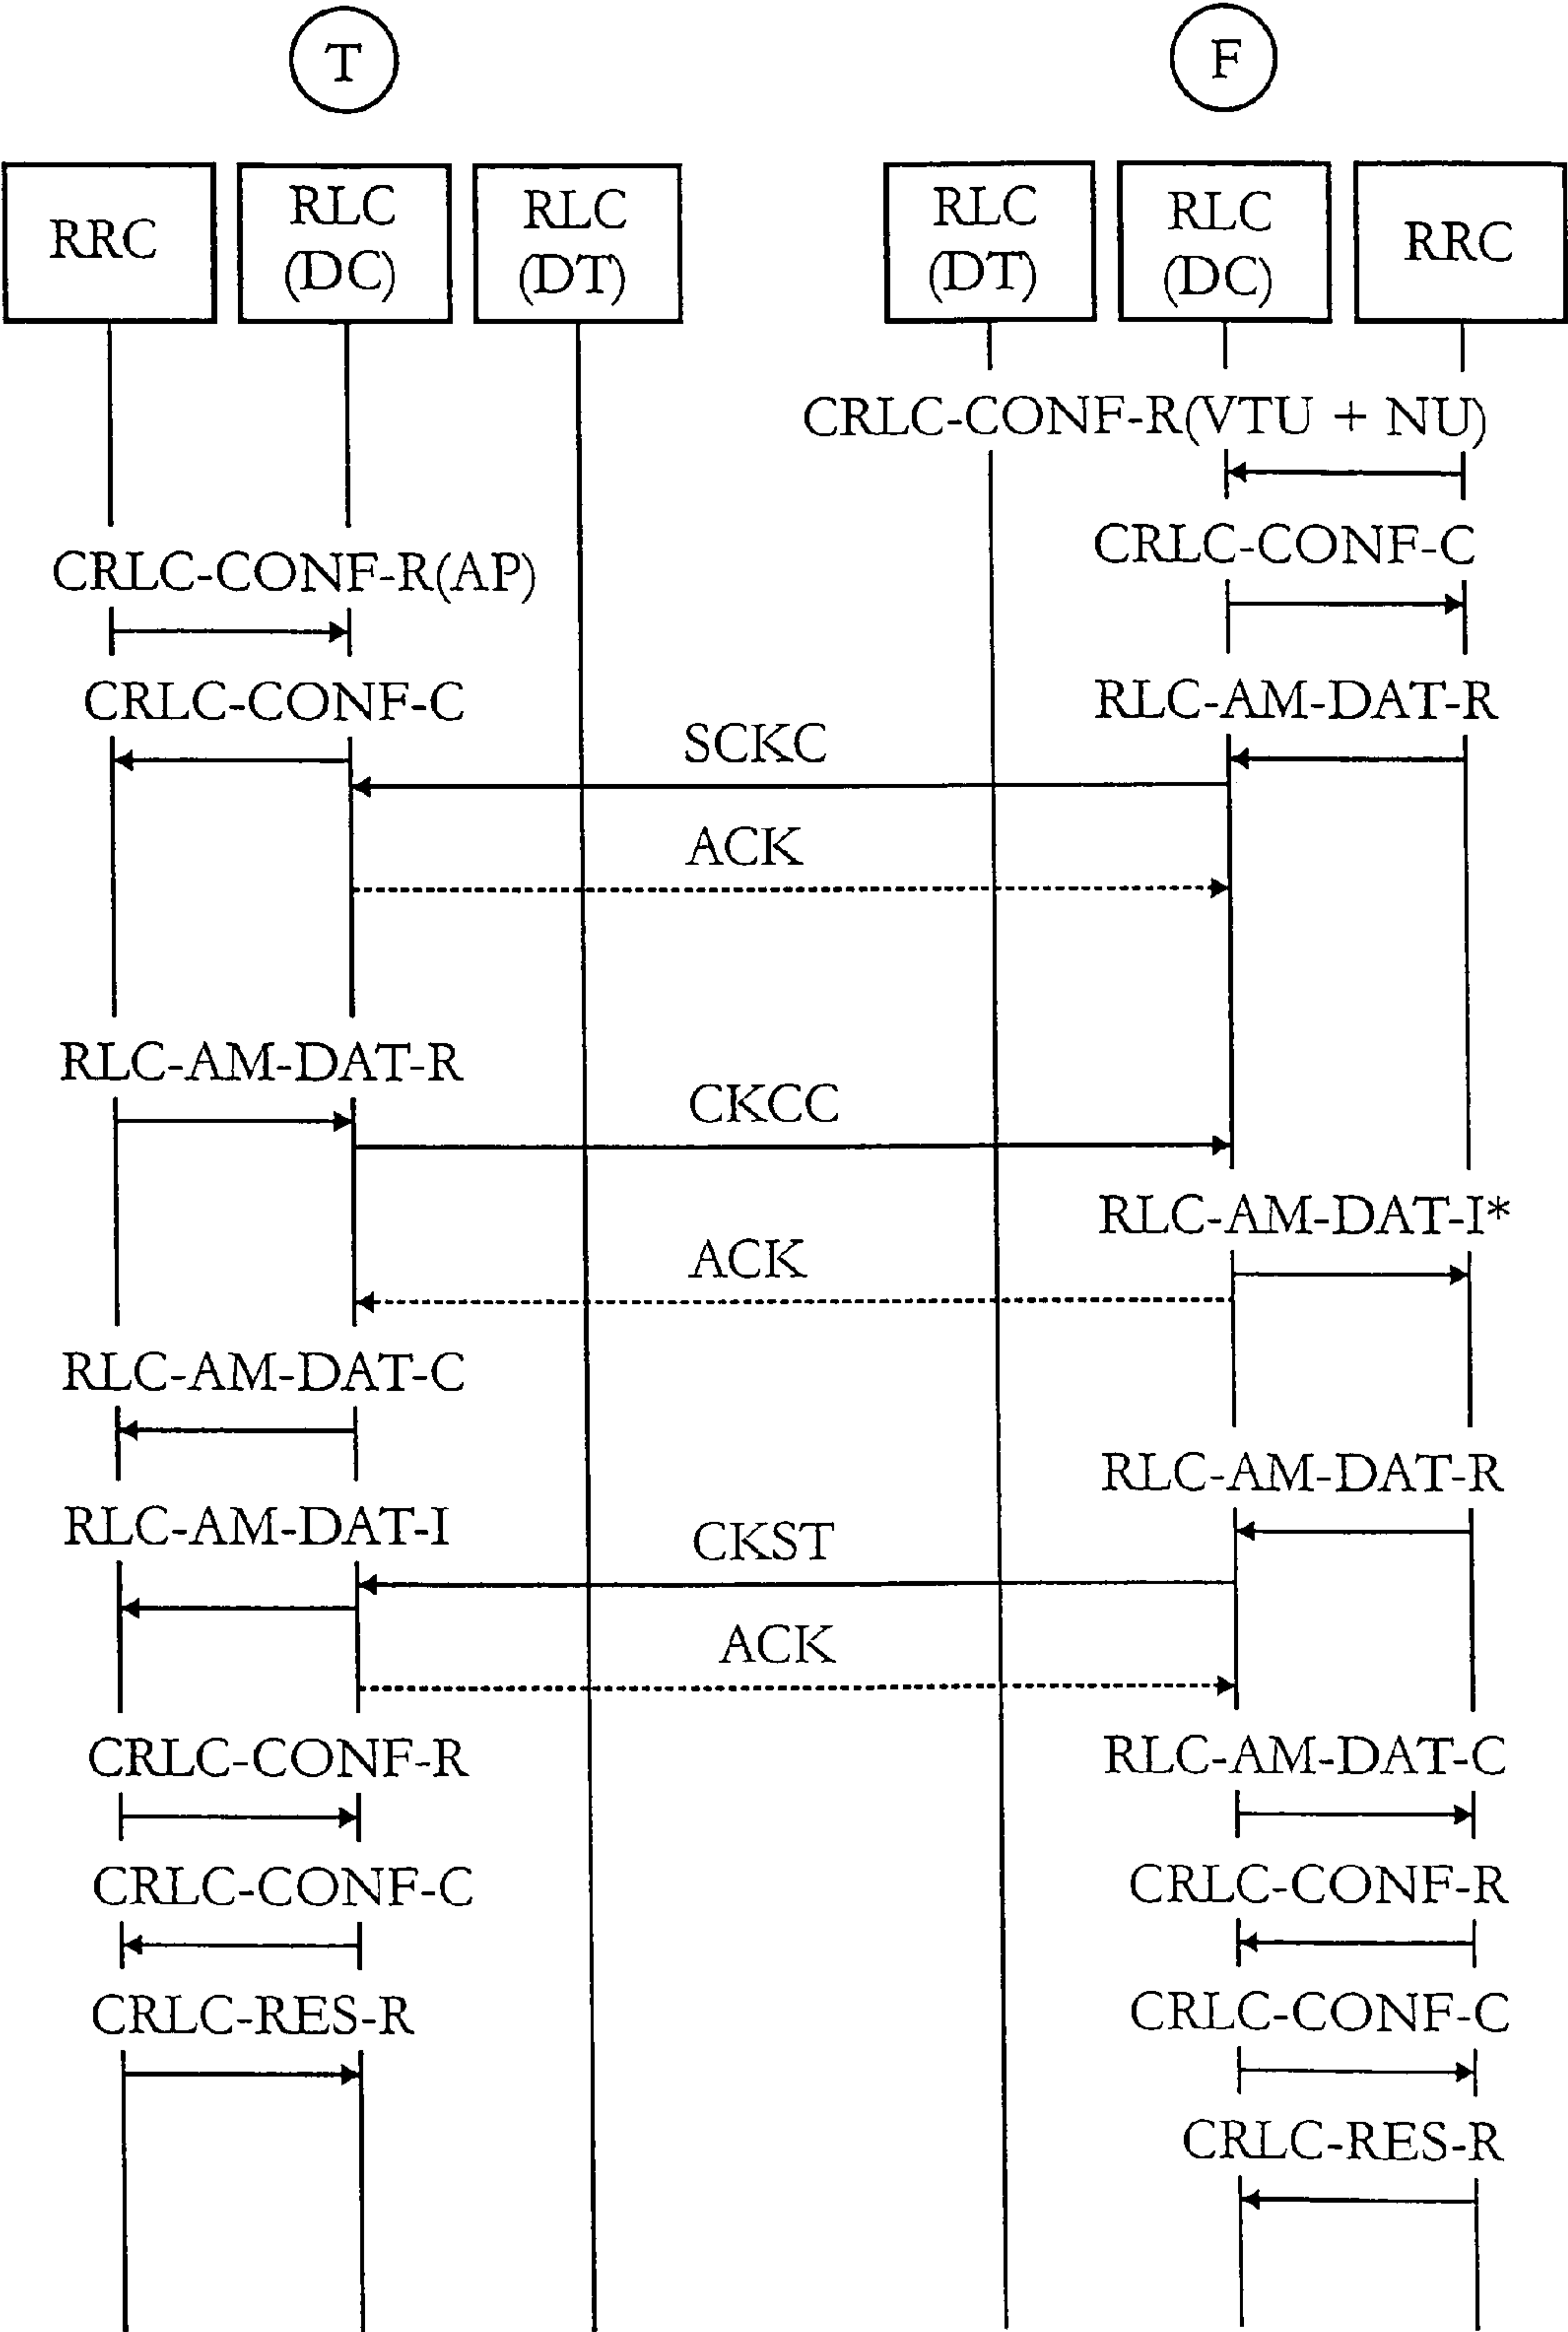 T
F
RRC
RLC
(DC)
RLC
(DT)
RLC
(DT)
RLC
(DC)
RRC
CRLC-CONF-R(VTU + NU)
CRLC-CONF-C
CRLC-CONF-R(AP)
CRLC-CONF-C
RLC-AM-DAT-R
SCKC
ACK
RLC-AM-DAT-R
CKCC
RLC-AM-DAT-I*
ACK
RLC-AM-DAT-C
RLC-AM-DAT-R
RLC-AM-DAT-I
CKST
ACK
CRLC-CONF-R
RLC-AM-DAT-C
CRLC-CONF-C
CRLC-CONF-R
CRLC-RES-R
CRLC-CONF-C
CRLC-RES-R